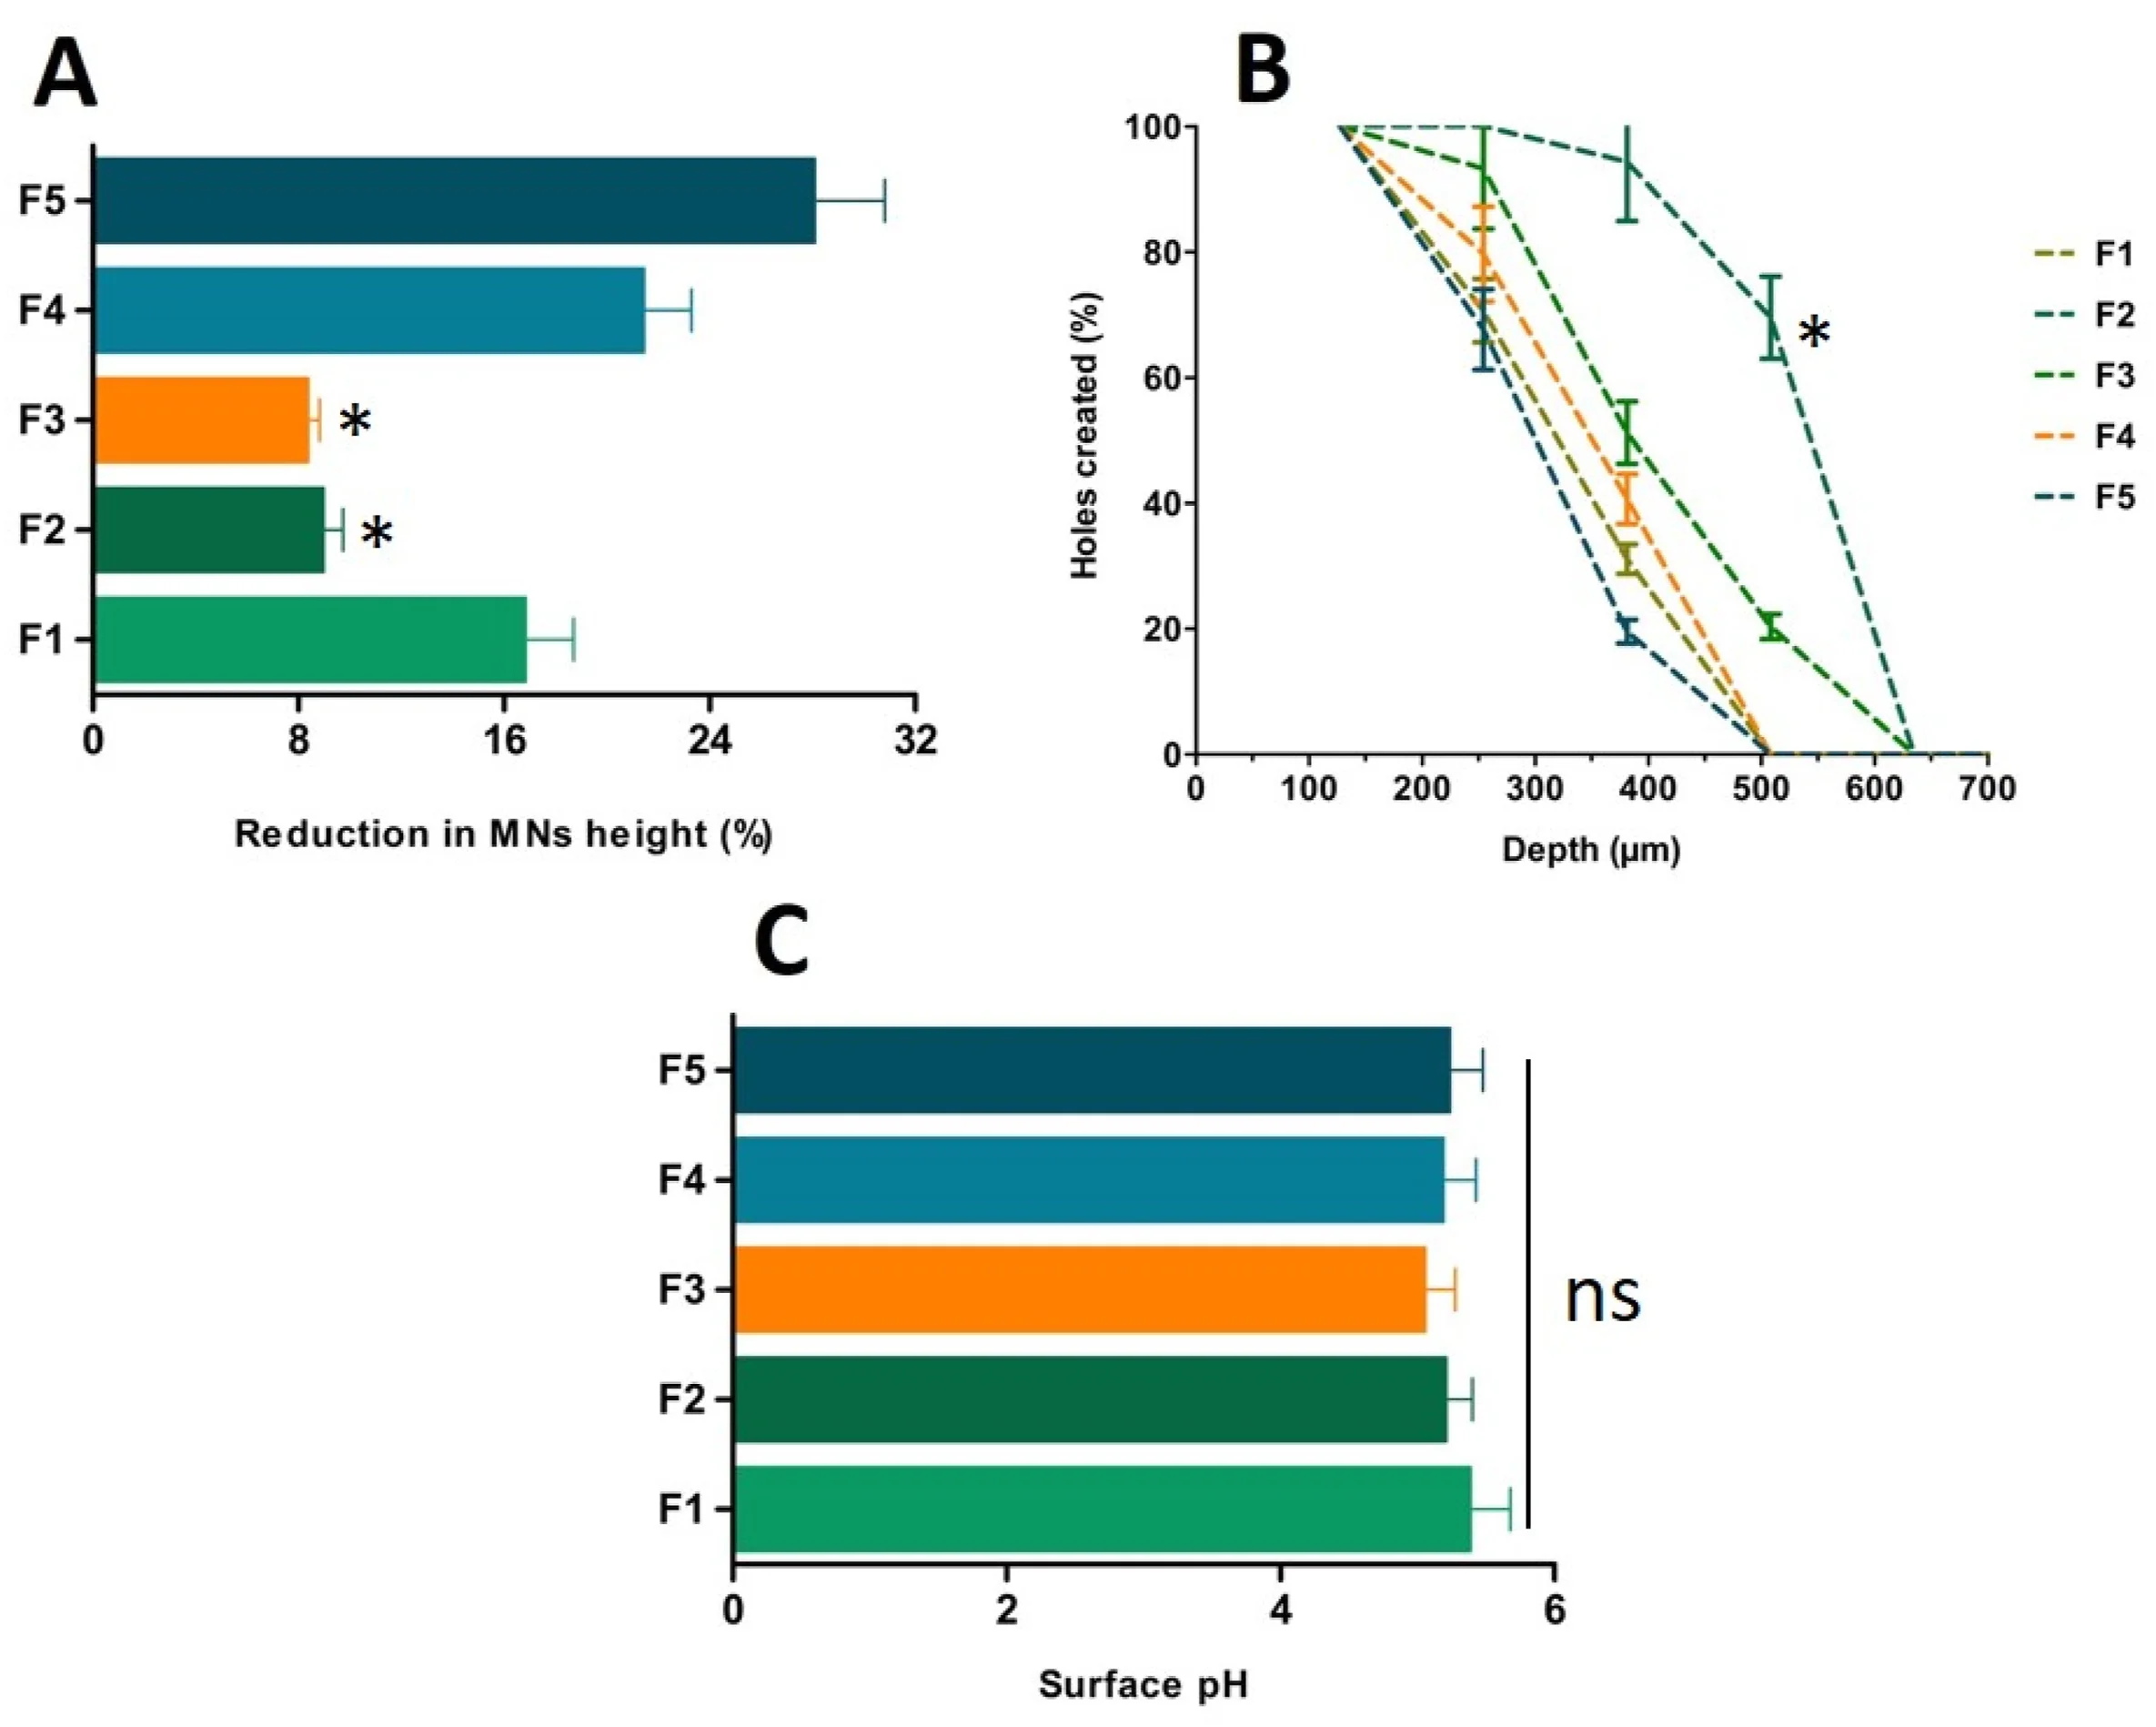 A
F5
F4
F3 *
F2 *
F1
0 8 16 24 32
Reduction in MNs height (%)
B
Holes created (%)
100
80
60
40
20
0
*
0 100 200 300 400 500 600 700
Depth (µm)
F1
F2
F3
F4
F5
C
F5
F4
F3
F2
F1
ns
0 2 4 6
Surface pH